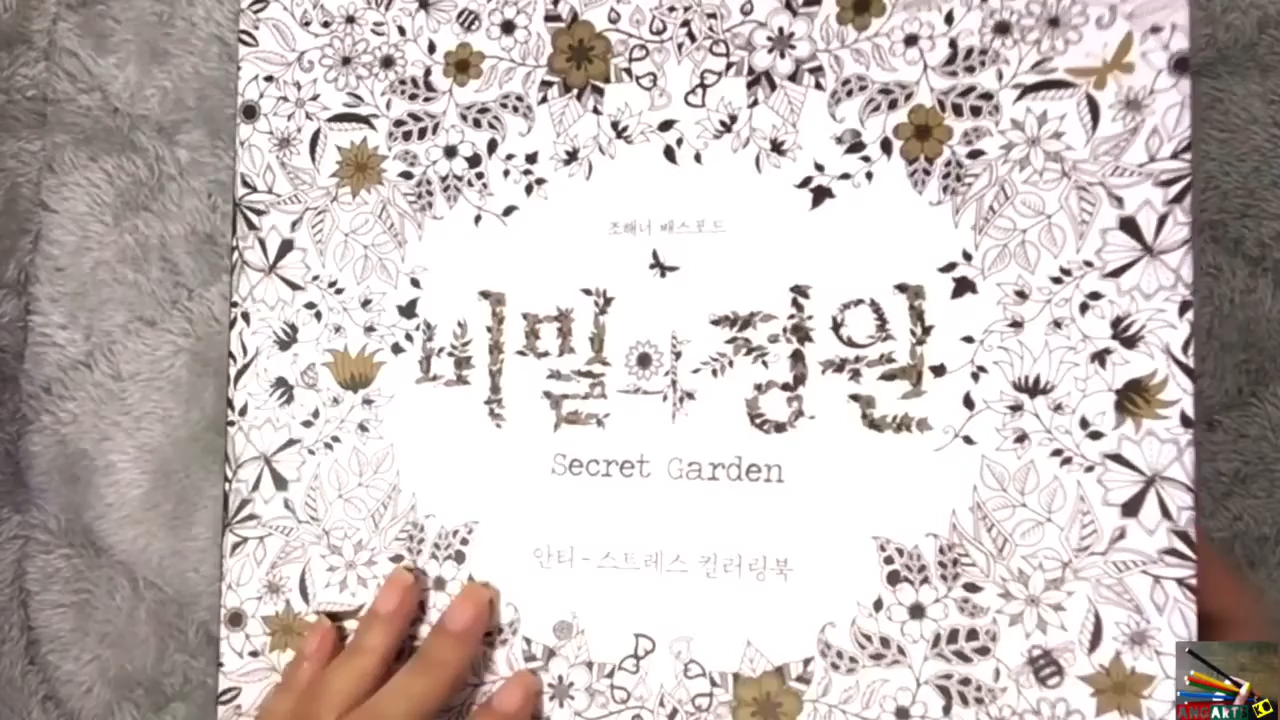 조해너 배스포드
비밀의 정원
Secret Garden
안티-스트레스 컬러링북
ANGARTH